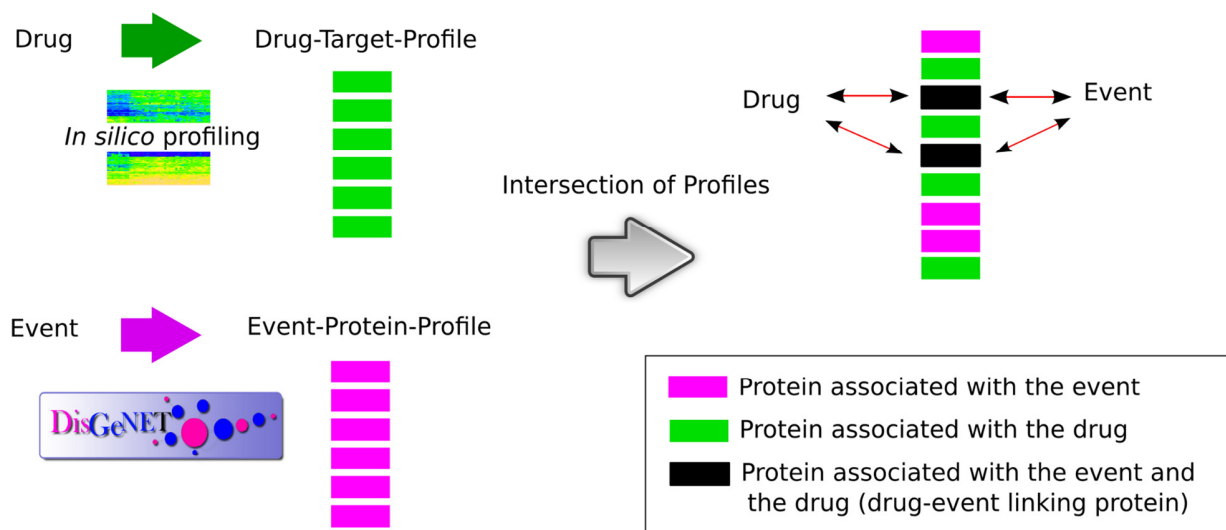 Drug
Drug-Target-Profile
In silico profiling
Event
Event-Protein-Profile
DisGeNET
Intersection of Profiles
Drug
Event
Protein associated with the event
Protein associated with the drug
Protein associated with the event and
the drug (drug-event linking protein)